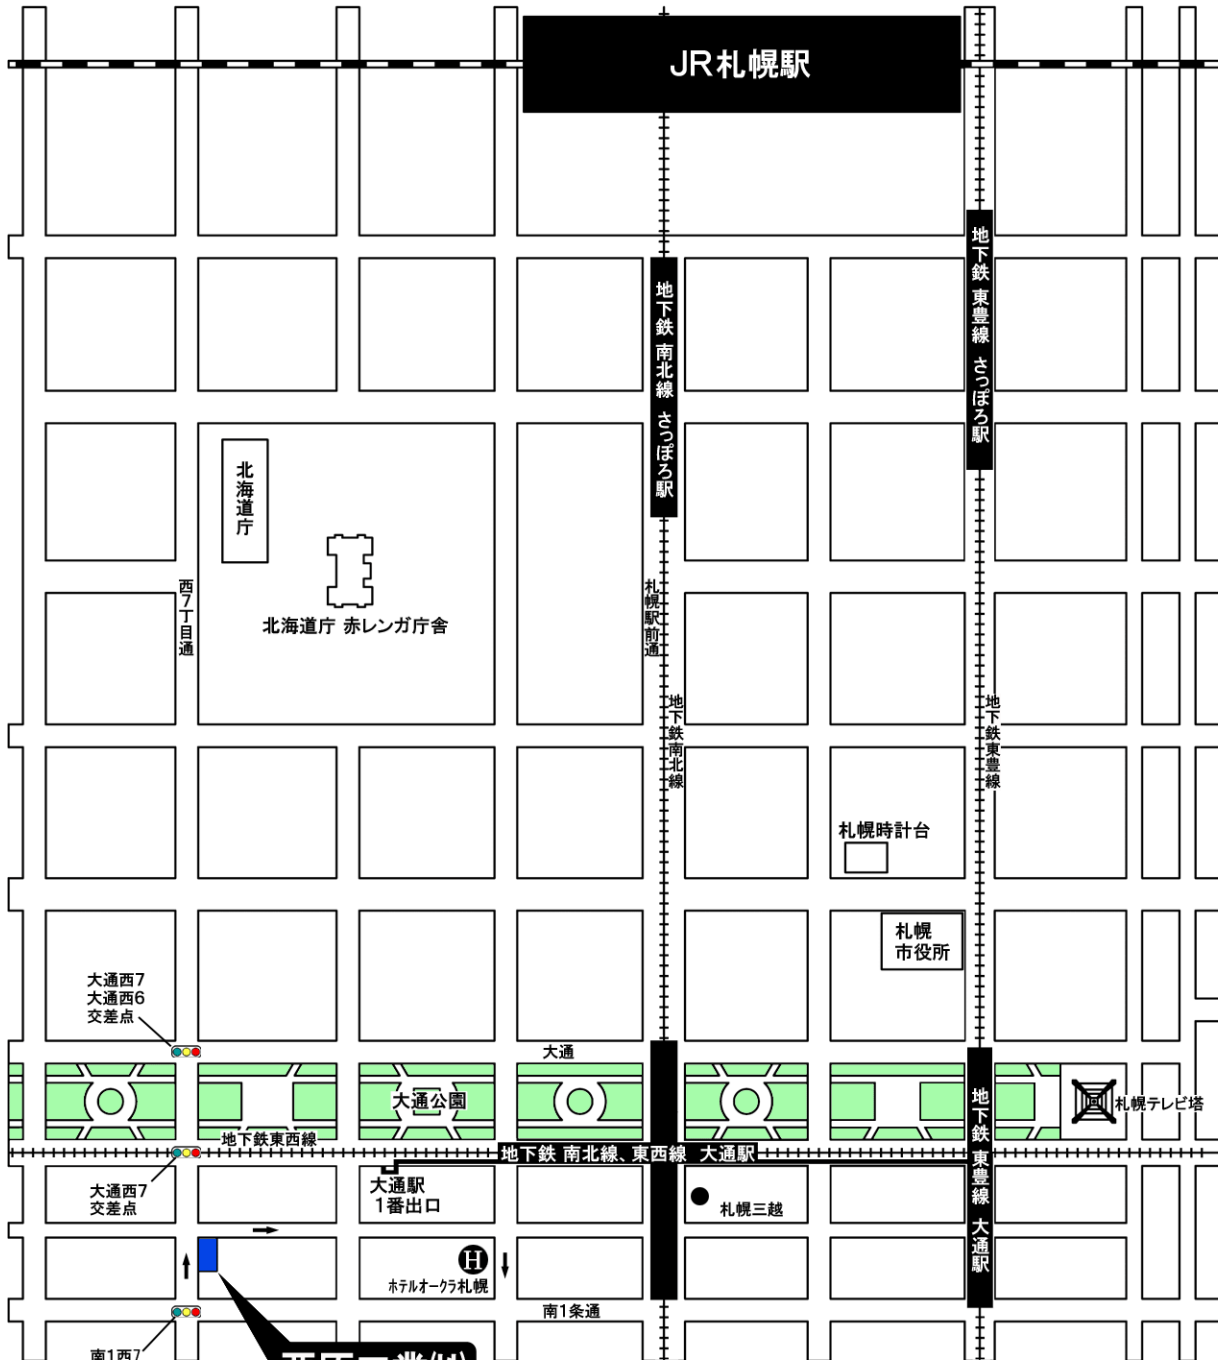 JR札幌駅
地下鉄 東豊線 さっぽろ駅
地下鉄 南北線 さっぽろ駅
北海道庁
西7丁目通
北海道庁 赤レンガ庁舎
札幌駅前通
地下鉄南北線
地下鉄東豊線
札幌時計台
札幌
市役所
大通西7
大通西6
交差点
大通
大通公園
札幌テレビ塔
地下鉄東西線
地下鉄 南北線、東西線 大通駅
地下鉄 東豊線 大通駅
大通西7
交差点
大通駅
1番出口
札幌三越
H
ホテルオークラ札幌
南1条通
南1西7